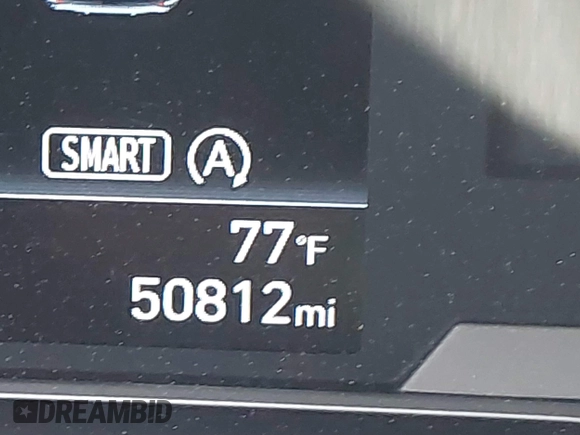 SMART A
77°F
50812mi
DREAMBID